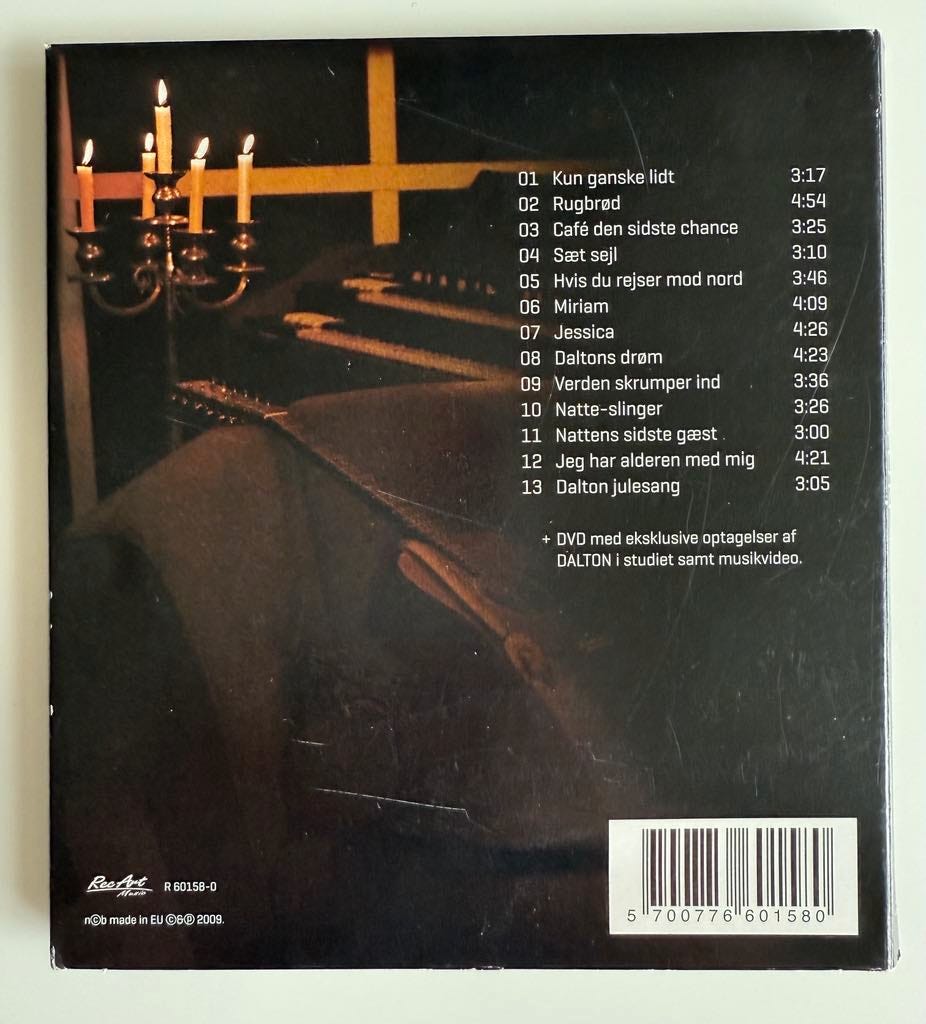 01 Kun ganske lidt 3:17
02 Rugbrød 4:54
03 Café den sidste chance 3:25
04 Sæt sejl 3:10
05 Hvis du rejser mod nord 3:46
06 Miriam 4:09
07 Jessica 4:26
08 Daltons drøm 4:23
09 Verden skrumper ind 3:36
10 Natte-slinger 3:26
11 Nattens sidste gæst 3:00
12 Jeg har alderen med mig 4:21
13 Dalton julesang 3:05
+ DVD med eksklusive optagelser af
DALTON i studiet samt musikvideo.
RecArt
Music
R 60158-0
n©b made in EU ©&℗ 2009.
5 700776 601580